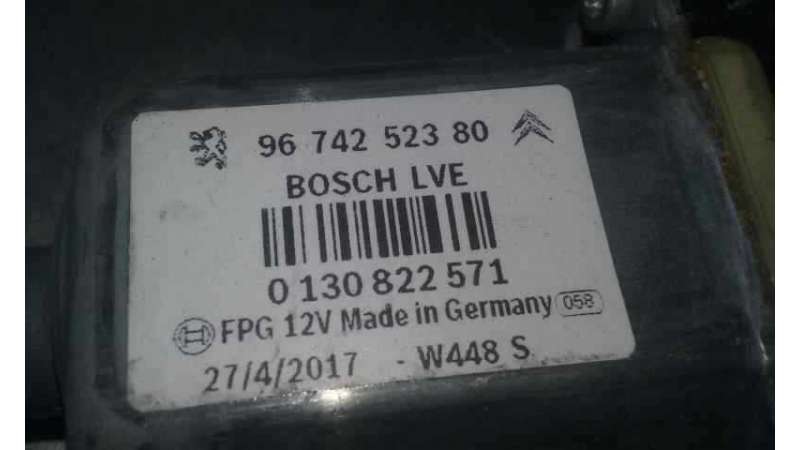 96 742 523 80
BOSCH LVE
0 130 822 571
FPG 12V Made in Germany 058
27/4/2017 - W448 S